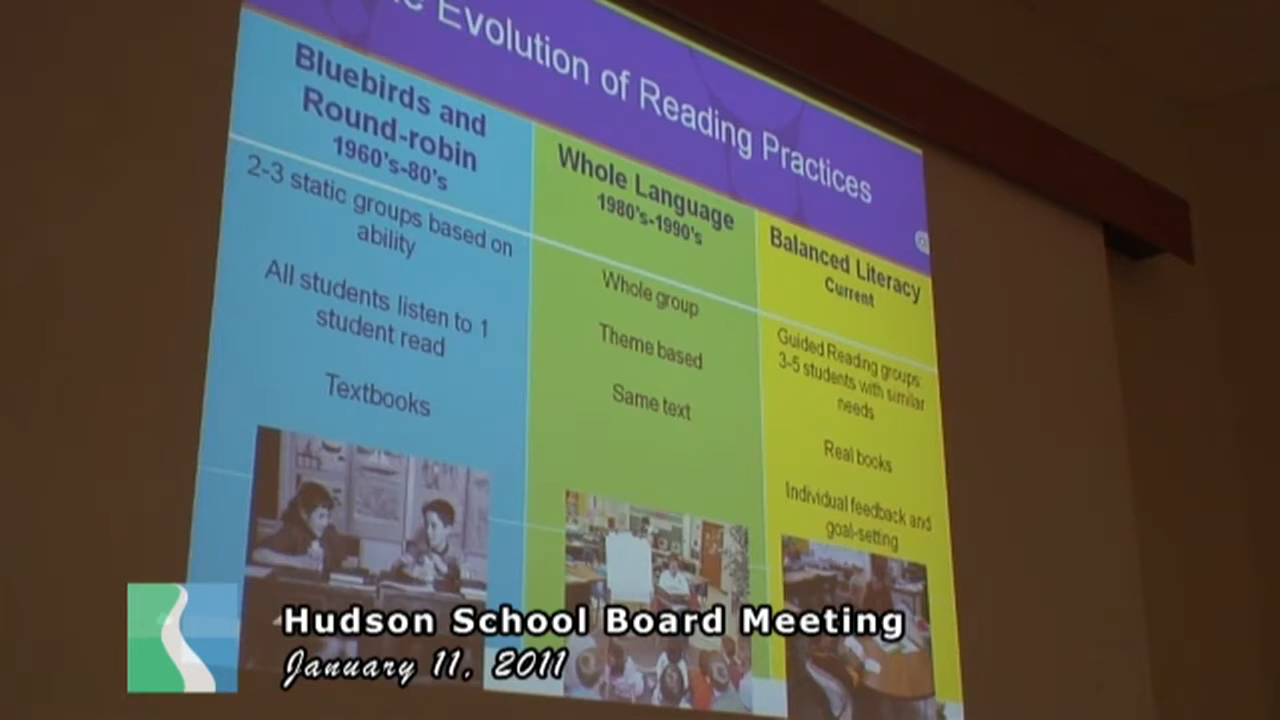 Evolution of Reading Practices
Bluebirds and
Round-robin
1960's-80's
2-3 static groups based on
ability
All students listen to 1
student read
Textbooks
Whole Language
1980's-1990's
Whole group
Theme based
Same text
Balanced Literacy
Current
Guided Reading groups:
3-5 students with similar
needs
Real books
Individual feedback and
goal-setting
Hudson School Board Meeting
January 11, 2011